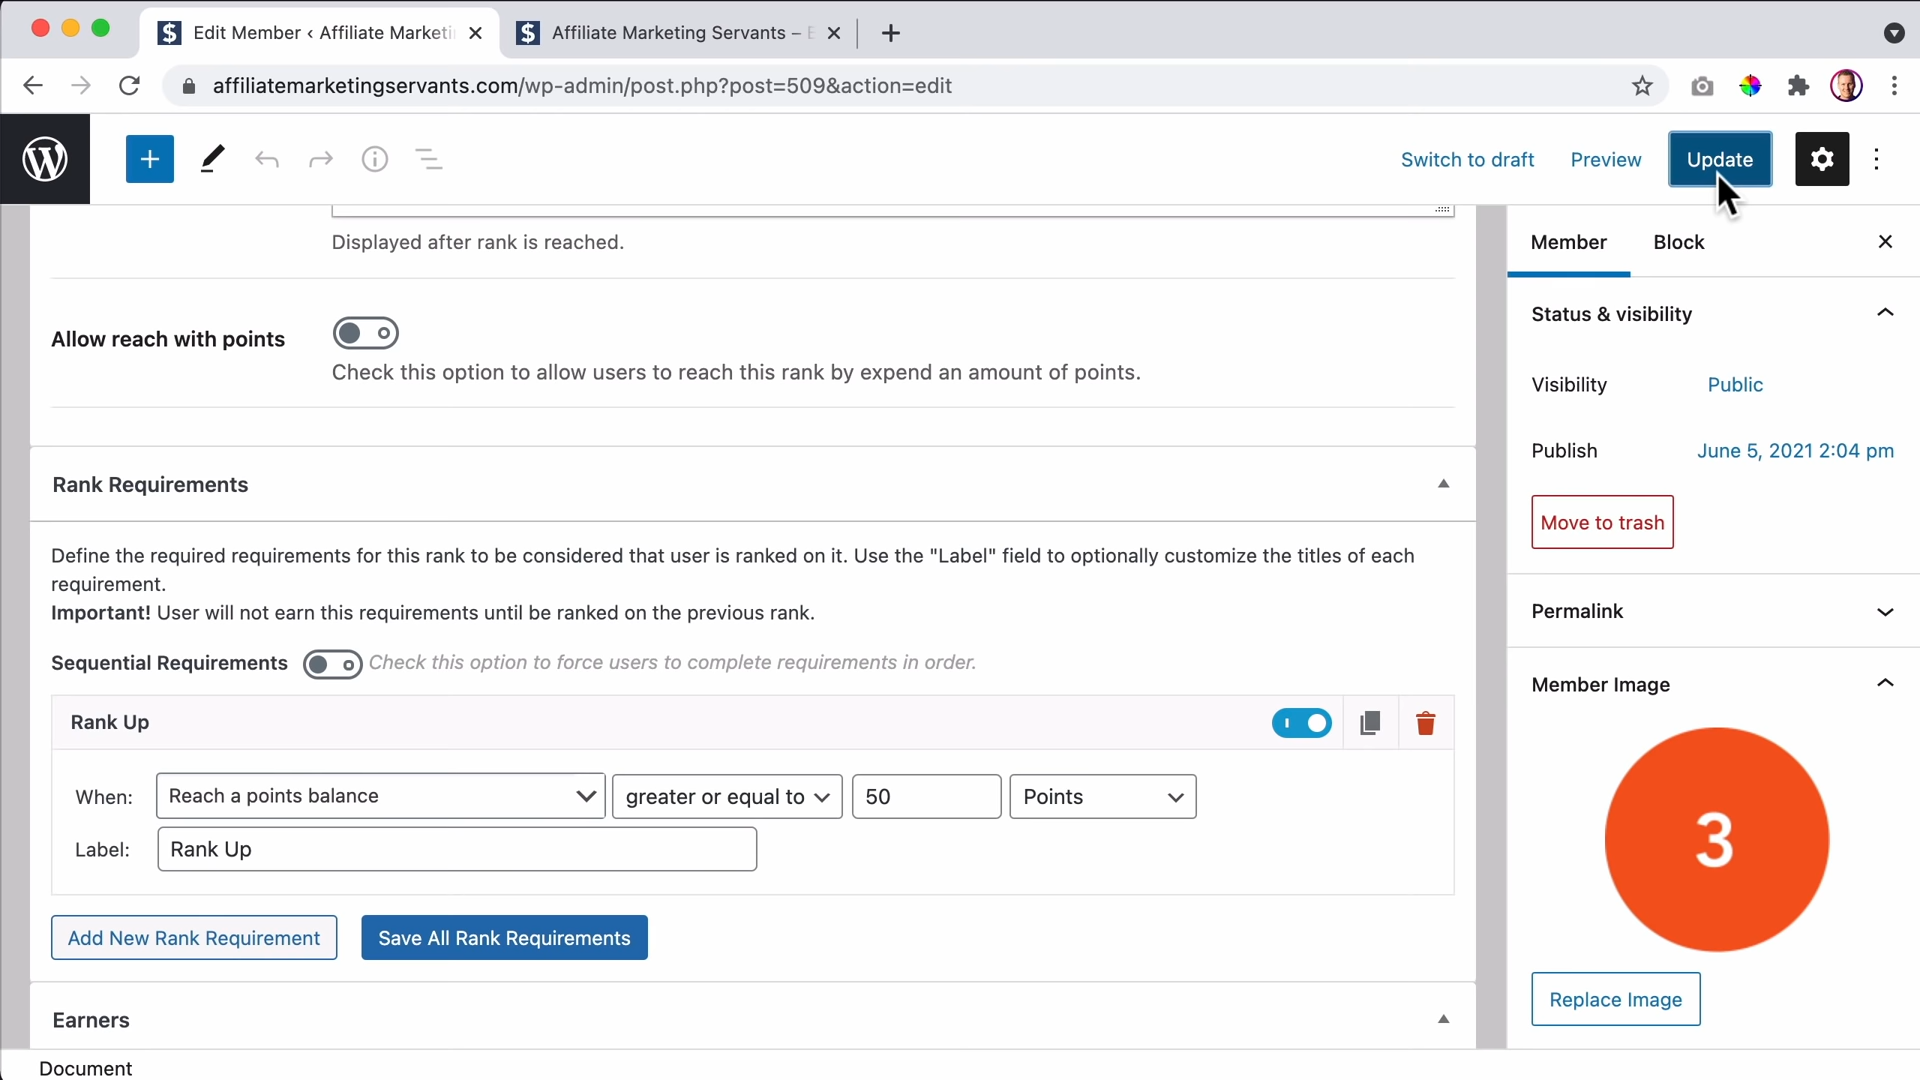 Edit Member ‹ Affiliate Marketi
Affiliate Marketing Servants –
affiliatemarketingservants.com/wp-admin/post.php?post=509&action=edit
Switch to draft
Preview
Update
Displayed after rank is reached.
Member
Block
Allow reach with points
Check this option to allow users to reach this rank by expend an amount of points.
Status & visibility
Visibility
Public
Publish
June 5, 2021 2:04 pm
Move to trash
Rank Requirements
Define the required requirements for this rank to be considered that user is ranked on it. Use the "Label" field to optionally customize the titles of each
requirement.
Important! User will not earn this requirements until be ranked on the previous rank.
Sequential Requirements
Check this option to force users to complete requirements in order.
Permalink
Member Image
Rank Up
When:
Reach a points balance
greater or equal to
50
Points
Label:
Rank Up
3
Add New Rank Requirement
Save All Rank Requirements
Replace Image
Earners
Document